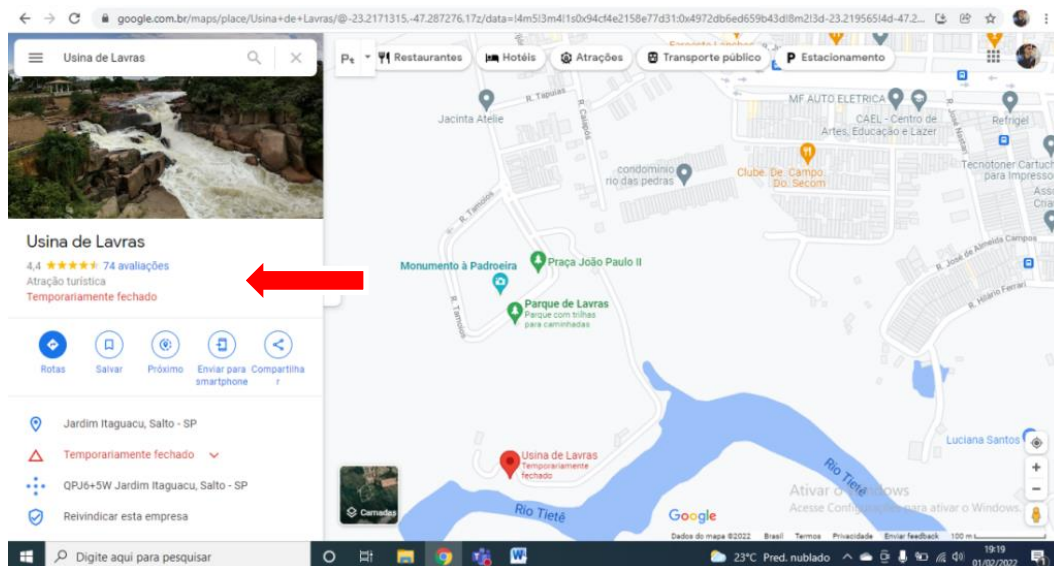 google.com.br/maps/place/Usina+de+Lavras/@-23.2171315,-47.287276,17z/data=!4m5!3m4!1s0x94cf4e2158e77d31:0x4972db6ed659b43d!8m2!3d-23.219565!4d-47.2...
Usina de Lavras
Restaurantes
Hotéis
Atrações
Transporte público
P Estacionamento
Usina de Lavras
4,4
74 avaliações
Atração turística
Temporariamente fechado
Rotas
Salvar
Próximo
Enviar para
smartphone
Compartilha
r
Jardim Itaguacu, Salto - SP
Temporariamente fechado
QPJ6+5W Jardim Itaguacu, Salto - SP
Reivindicar esta empresa
R. Tapuias
R. Caiapós
Jacinta Atelie
MF AUTO ELETRICA
CAEL - Centro de
Artes, Educação e Lazer
R. José Nastari
Refrigel
condominio
rio das pedras
Clube. De. Campo.
Do. Secom
Tecnotoner Cartuch
para Impresso
Ass
Cria
R. Tamoios
R. José de Almeida Campos
R. Hilário Ferrari
Monumento à Padroeira
Praça João Paulo II
Parque de Lavras
Parque com trilhas
para caminhadas
R. Tamoios
Luciana Santos
Usina de Lavras
Temporariamente
fechado
Rio Tietê
Rio Tietê
Camadas
Google
Ativar o Windows
Acesse Configurações para ativar o Windows.
Dados do mapa ©2022
Brasil
Termos
Privacidade
Enviar feedback
100 m
Digite aqui para pesquisar
23°C Pred. nublado
19:19
01/02/2022